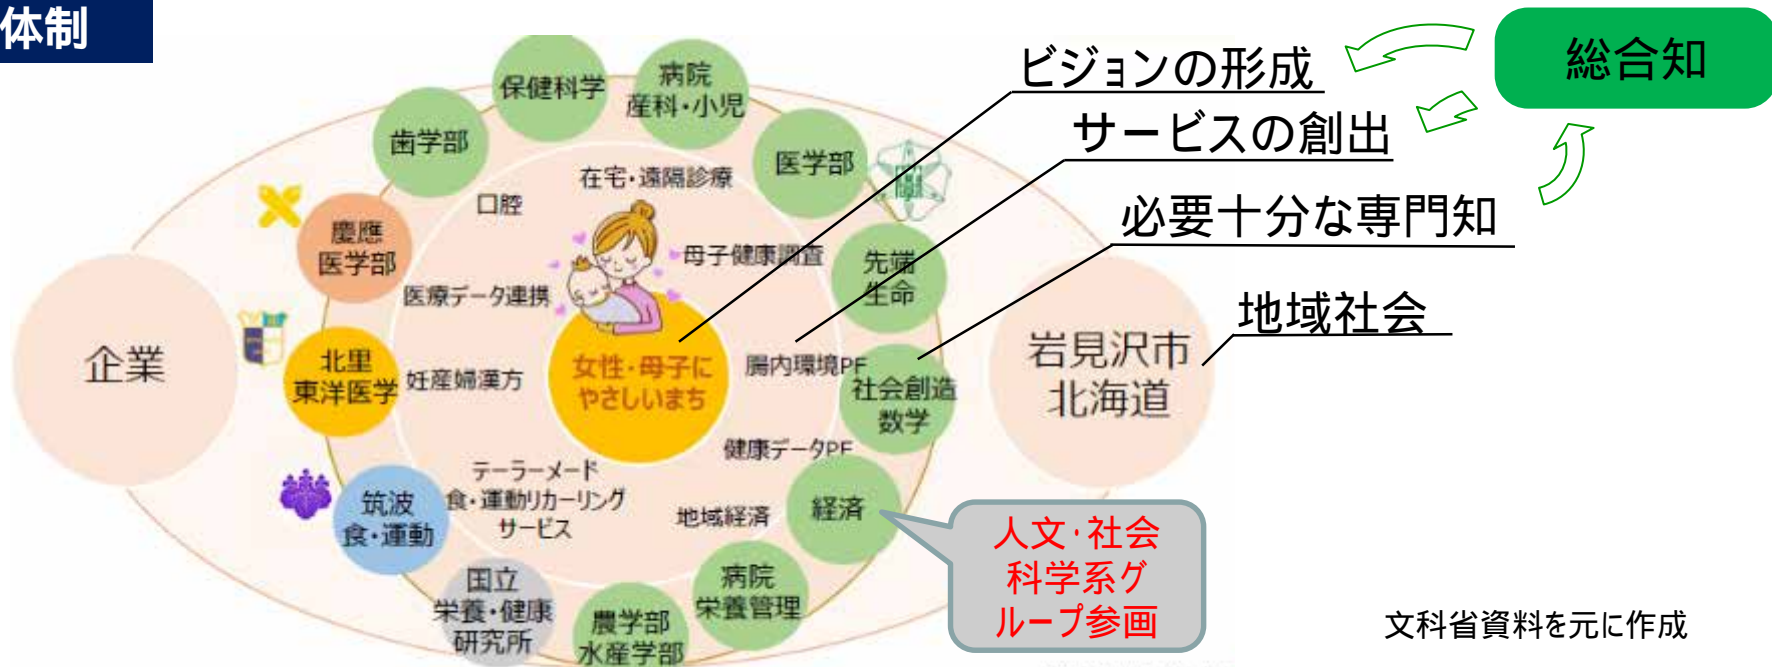 体制
ビジョンの形成
総合知
サービスの創出
必要十分な専門知
地域社会
保健科学
病院
産科・小児
歯学部
医学部
在宅・遠隔診療
口腔
慶應
医学部
母子健康調査
先端
生命
医療データ連携
企業
北里
東洋医学
妊産婦漢方
女性・母子に
やさしいまち
腸内環境PF
社会創造
数学
岩見沢市
北海道
健康データPF
テーラーメード
食・運動リカーリング
サービス
筑波
食・運動
地域経済
経済
人文・社会
科学系グ
ループ参画
国立
栄養・健康
研究所
農学部
水産学部
病院
栄養管理
文科省資料を元に作成